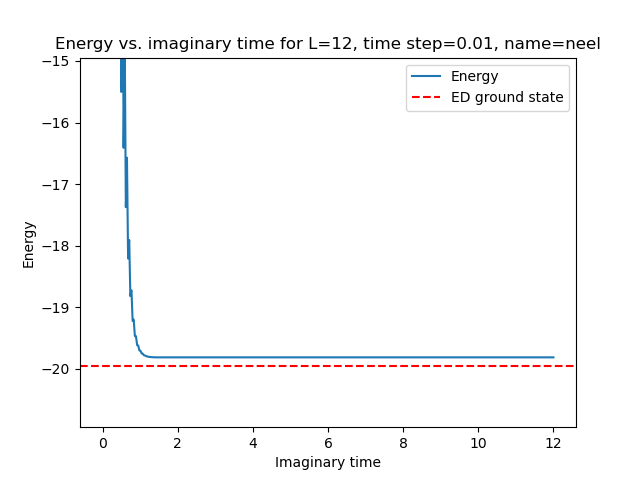 Energy vs. imaginary time for L=12, time step=0.01, name=neel
−15
−16
−17
−18
−19
−20
Energy
Energy
ED ground state
0
2
4
6
8
10
12
Imaginary time